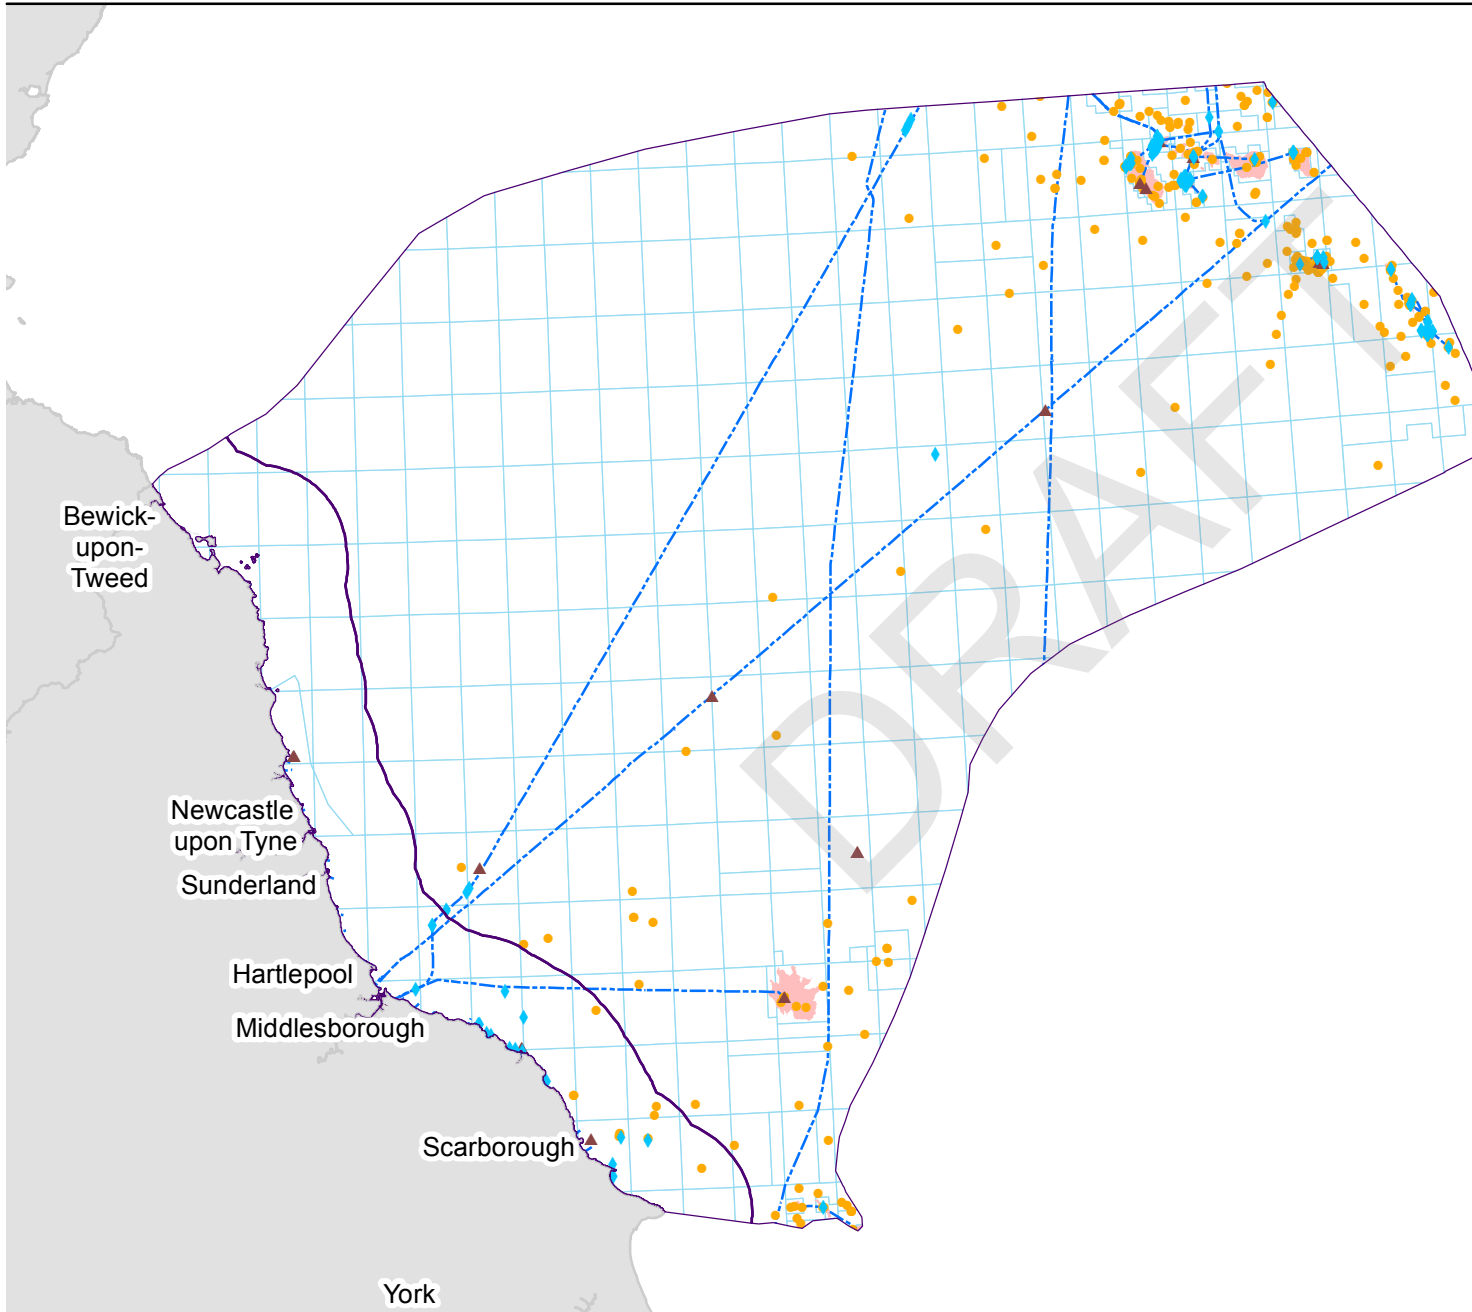 Bewick-
upon-
Tweed
DRAFT
Newcastle
upon Tyne
Sunderland
Hartlepool
Middlesborough
Scarborough
York